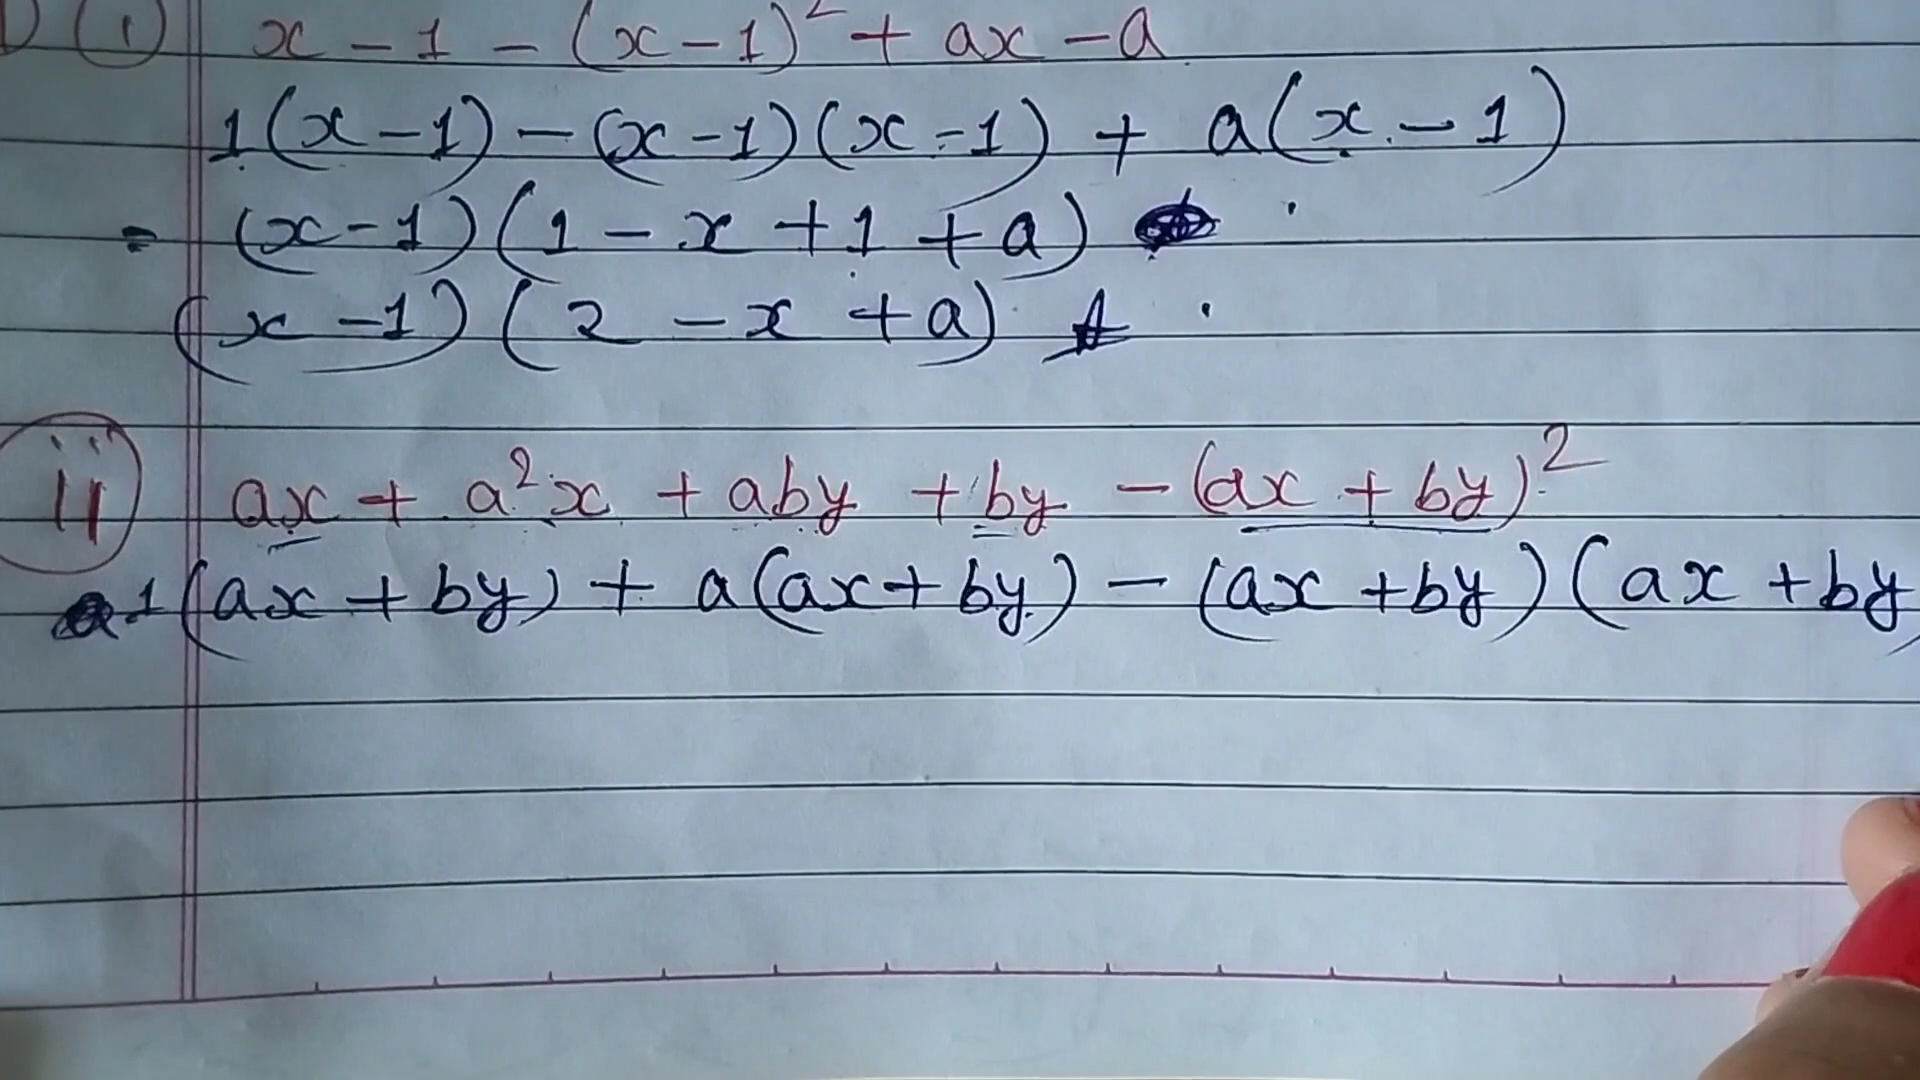 (i) x - 1 - (x - 1)² + ax - a
1(x - 1) - (x - 1)(x - 1) + a(x - 1)
= (x - 1)(1 - x + 1 + a)
(x - 1)(2 - x + a)
(ii) ax + a²x + aby + by - (ax + by)²
1(ax + by) + a(ax + by) - (ax + by)(ax + by)